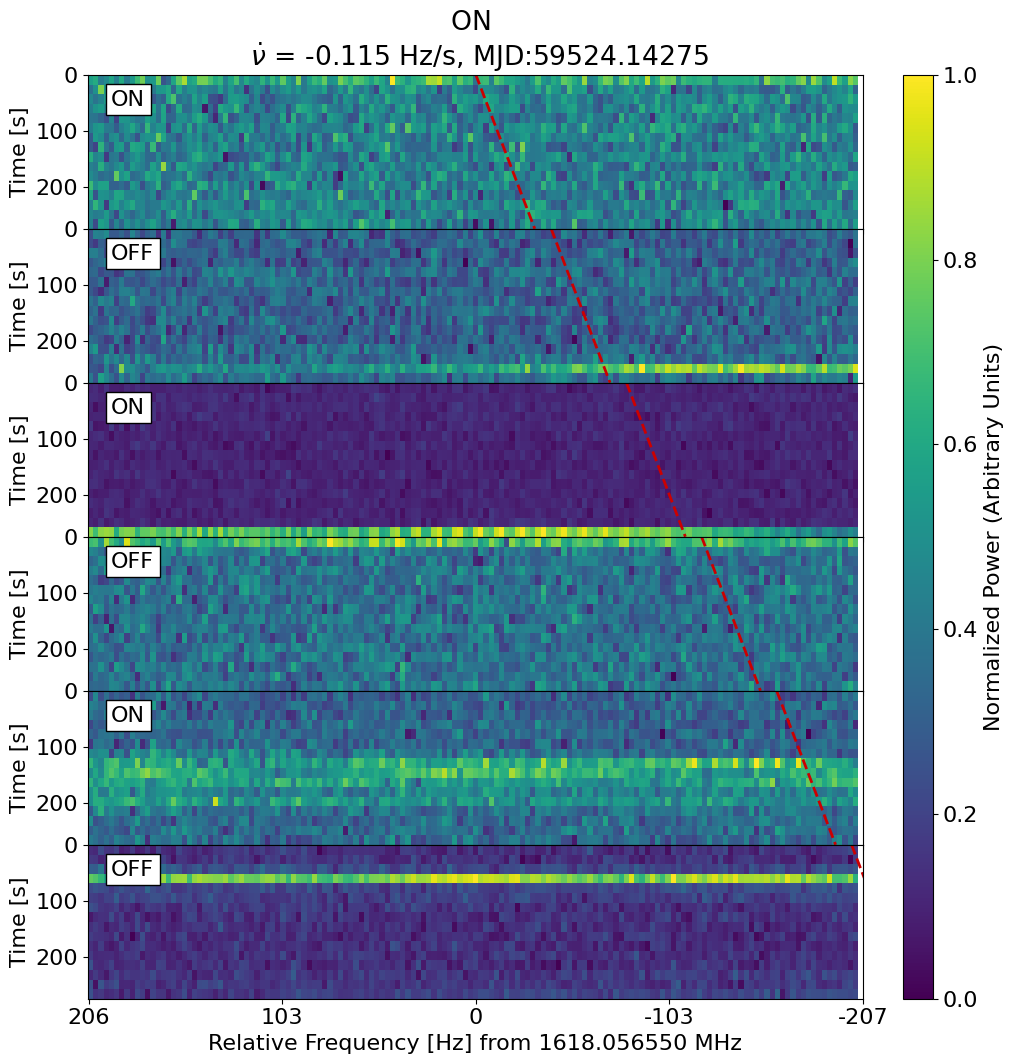 ON
ν̇ = -0.115 Hz/s, MJD:59524.14275
0
ON
100
200
Time [s]
0
OFF
100
200
Time [s]
0
ON
100
200
Time [s]
0
OFF
100
200
Time [s]
0
ON
100
200
Time [s]
0
OFF
100
200
Time [s]
206 103 0 -103 -207
Relative Frequency [Hz] from 1618.056550 MHz
1.0
0.8
0.6
0.4
0.2
0.0
Normalized Power (Arbitrary Units)